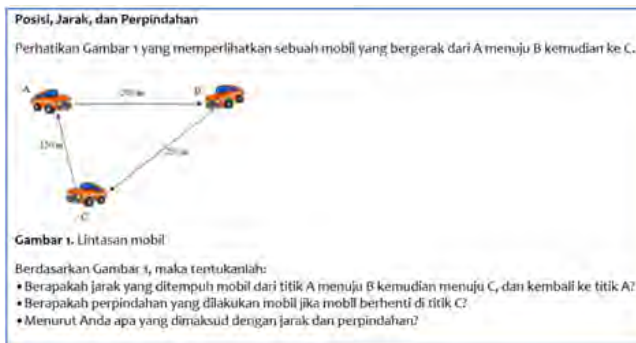 Posisi, Jarak, dan Perpindahan
Perhatikan Gambar 1 yang memperlihatkan sebuah mobil yang bergerak dari A menuju B kemudian ke C.
A
B
150 m
C
Gambar 1. Lintasan mobil
Berdasarkan Gambar 1, maka tentukanlah:
• Berapakah jarak yang ditempuh mobil dari titik A menuju B kemudian menuju C, dan kembali ke titik A?
• Berapakah perpindahan yang dilakukan mobil jika mobil berhenti di titik C?
• Menurut Anda apa yang dimaksud dengan jarak dan perpindahan?